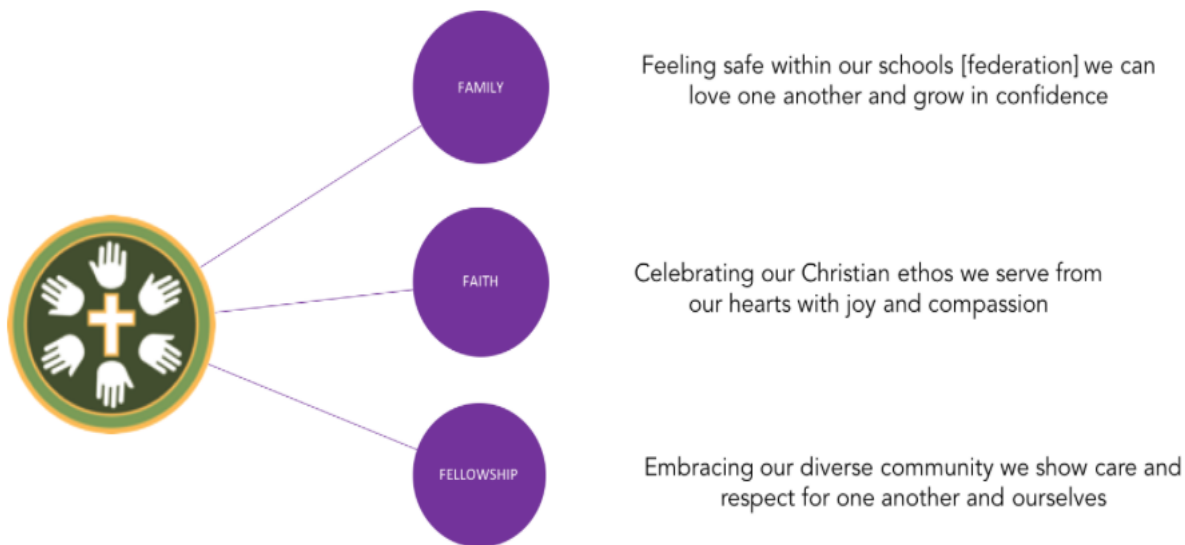 FAMILY
Feeling safe within our schools [federation] we can
love one another and grow in confidence
FAITH
Celebrating our Christian ethos we serve from
our hearts with joy and compassion
FELLOWSHIP
Embracing our diverse community we show care and
respect for one another and ourselves